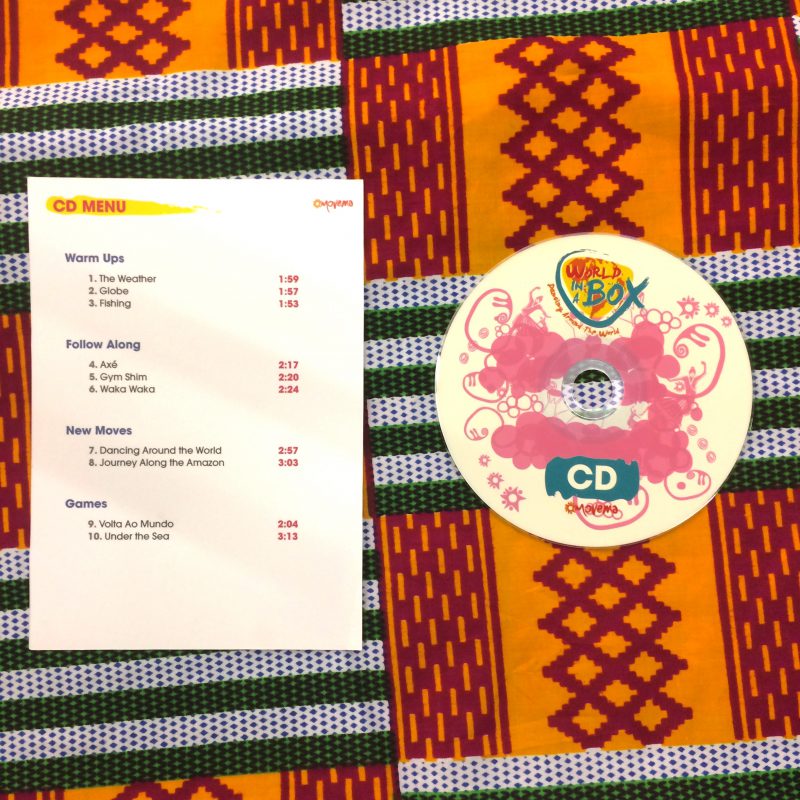 CD MENU
movema
Warm Ups
1. The Weather 1:59
2. Globe 1:57
3. Fishing 1:53
Follow Along
4. Axé 2:17
5. Gym Shim 2:20
6. Waka Waka 2:24
New Moves
7. Dancing Around the World 2:57
8. Journey Along the Amazon 3:03
Games
9. Volta Ao Mundo 2:04
10. Under the Sea 3:13
WORLD
IN
A BOX
Dancing Around The World
CD
movema